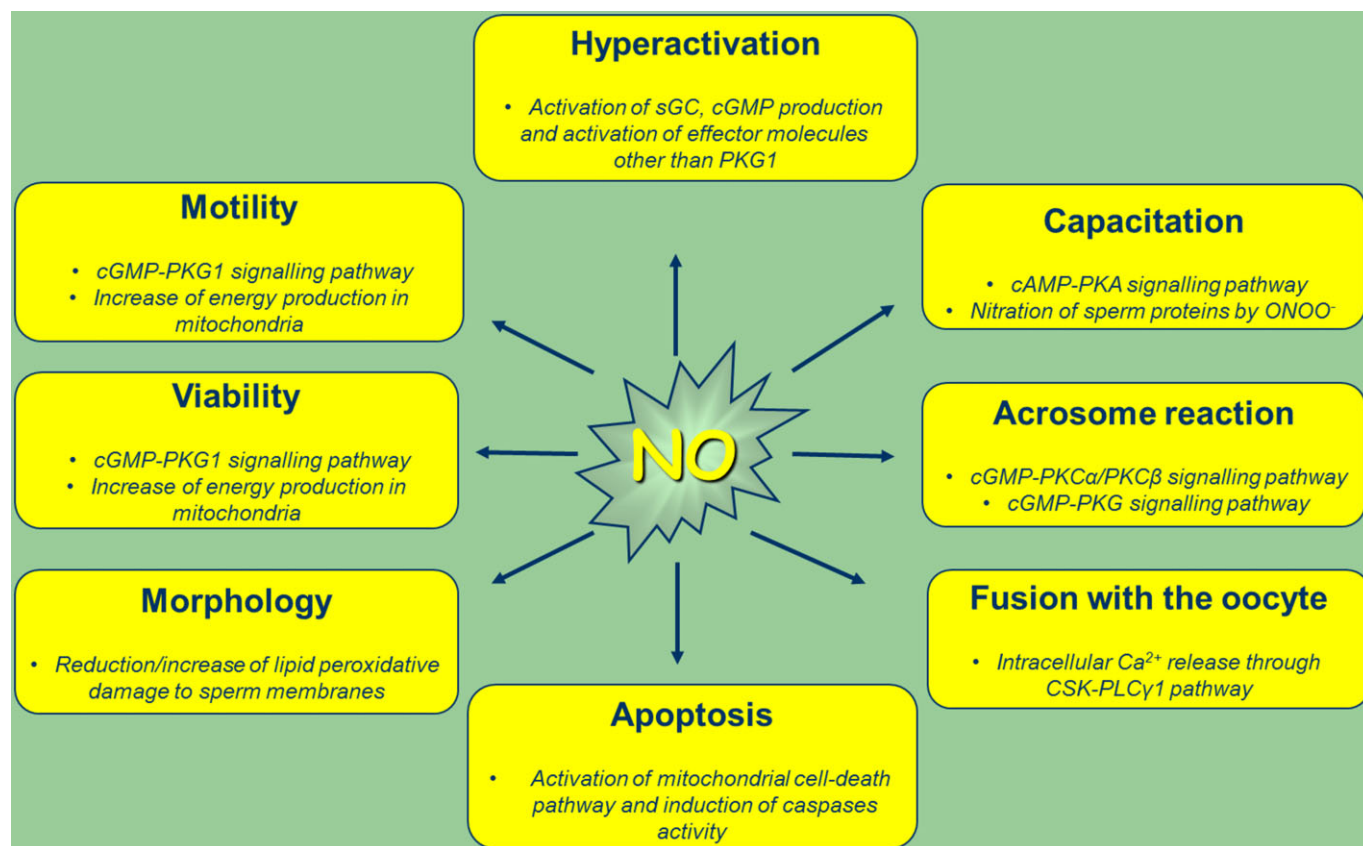 Hyperactivation
• Activation of sGC, cGMP production
and activation of effector molecules
other than PKG1
Motility
• cGMP-PKG1 signalling pathway
• Increase of energy production in
mitochondria
Capacitation
• cAMP-PKA signalling pathway
• Nitration of sperm proteins by ONOO⁻
Viability
• cGMP-PKG1 signalling pathway
• Increase of energy production in
mitochondria
NO
Acrosome reaction
• cGMP-PKCα/PKCβ signalling pathway
• cGMP-PKG signalling pathway
Morphology
• Reduction/increase of lipid peroxidative
damage to sperm membranes
Fusion with the oocyte
• Intracellular Ca²⁺ release through
CSK-PLCγ1 pathway
Apoptosis
• Activation of mitochondrial cell-death
pathway and induction of caspases
activity